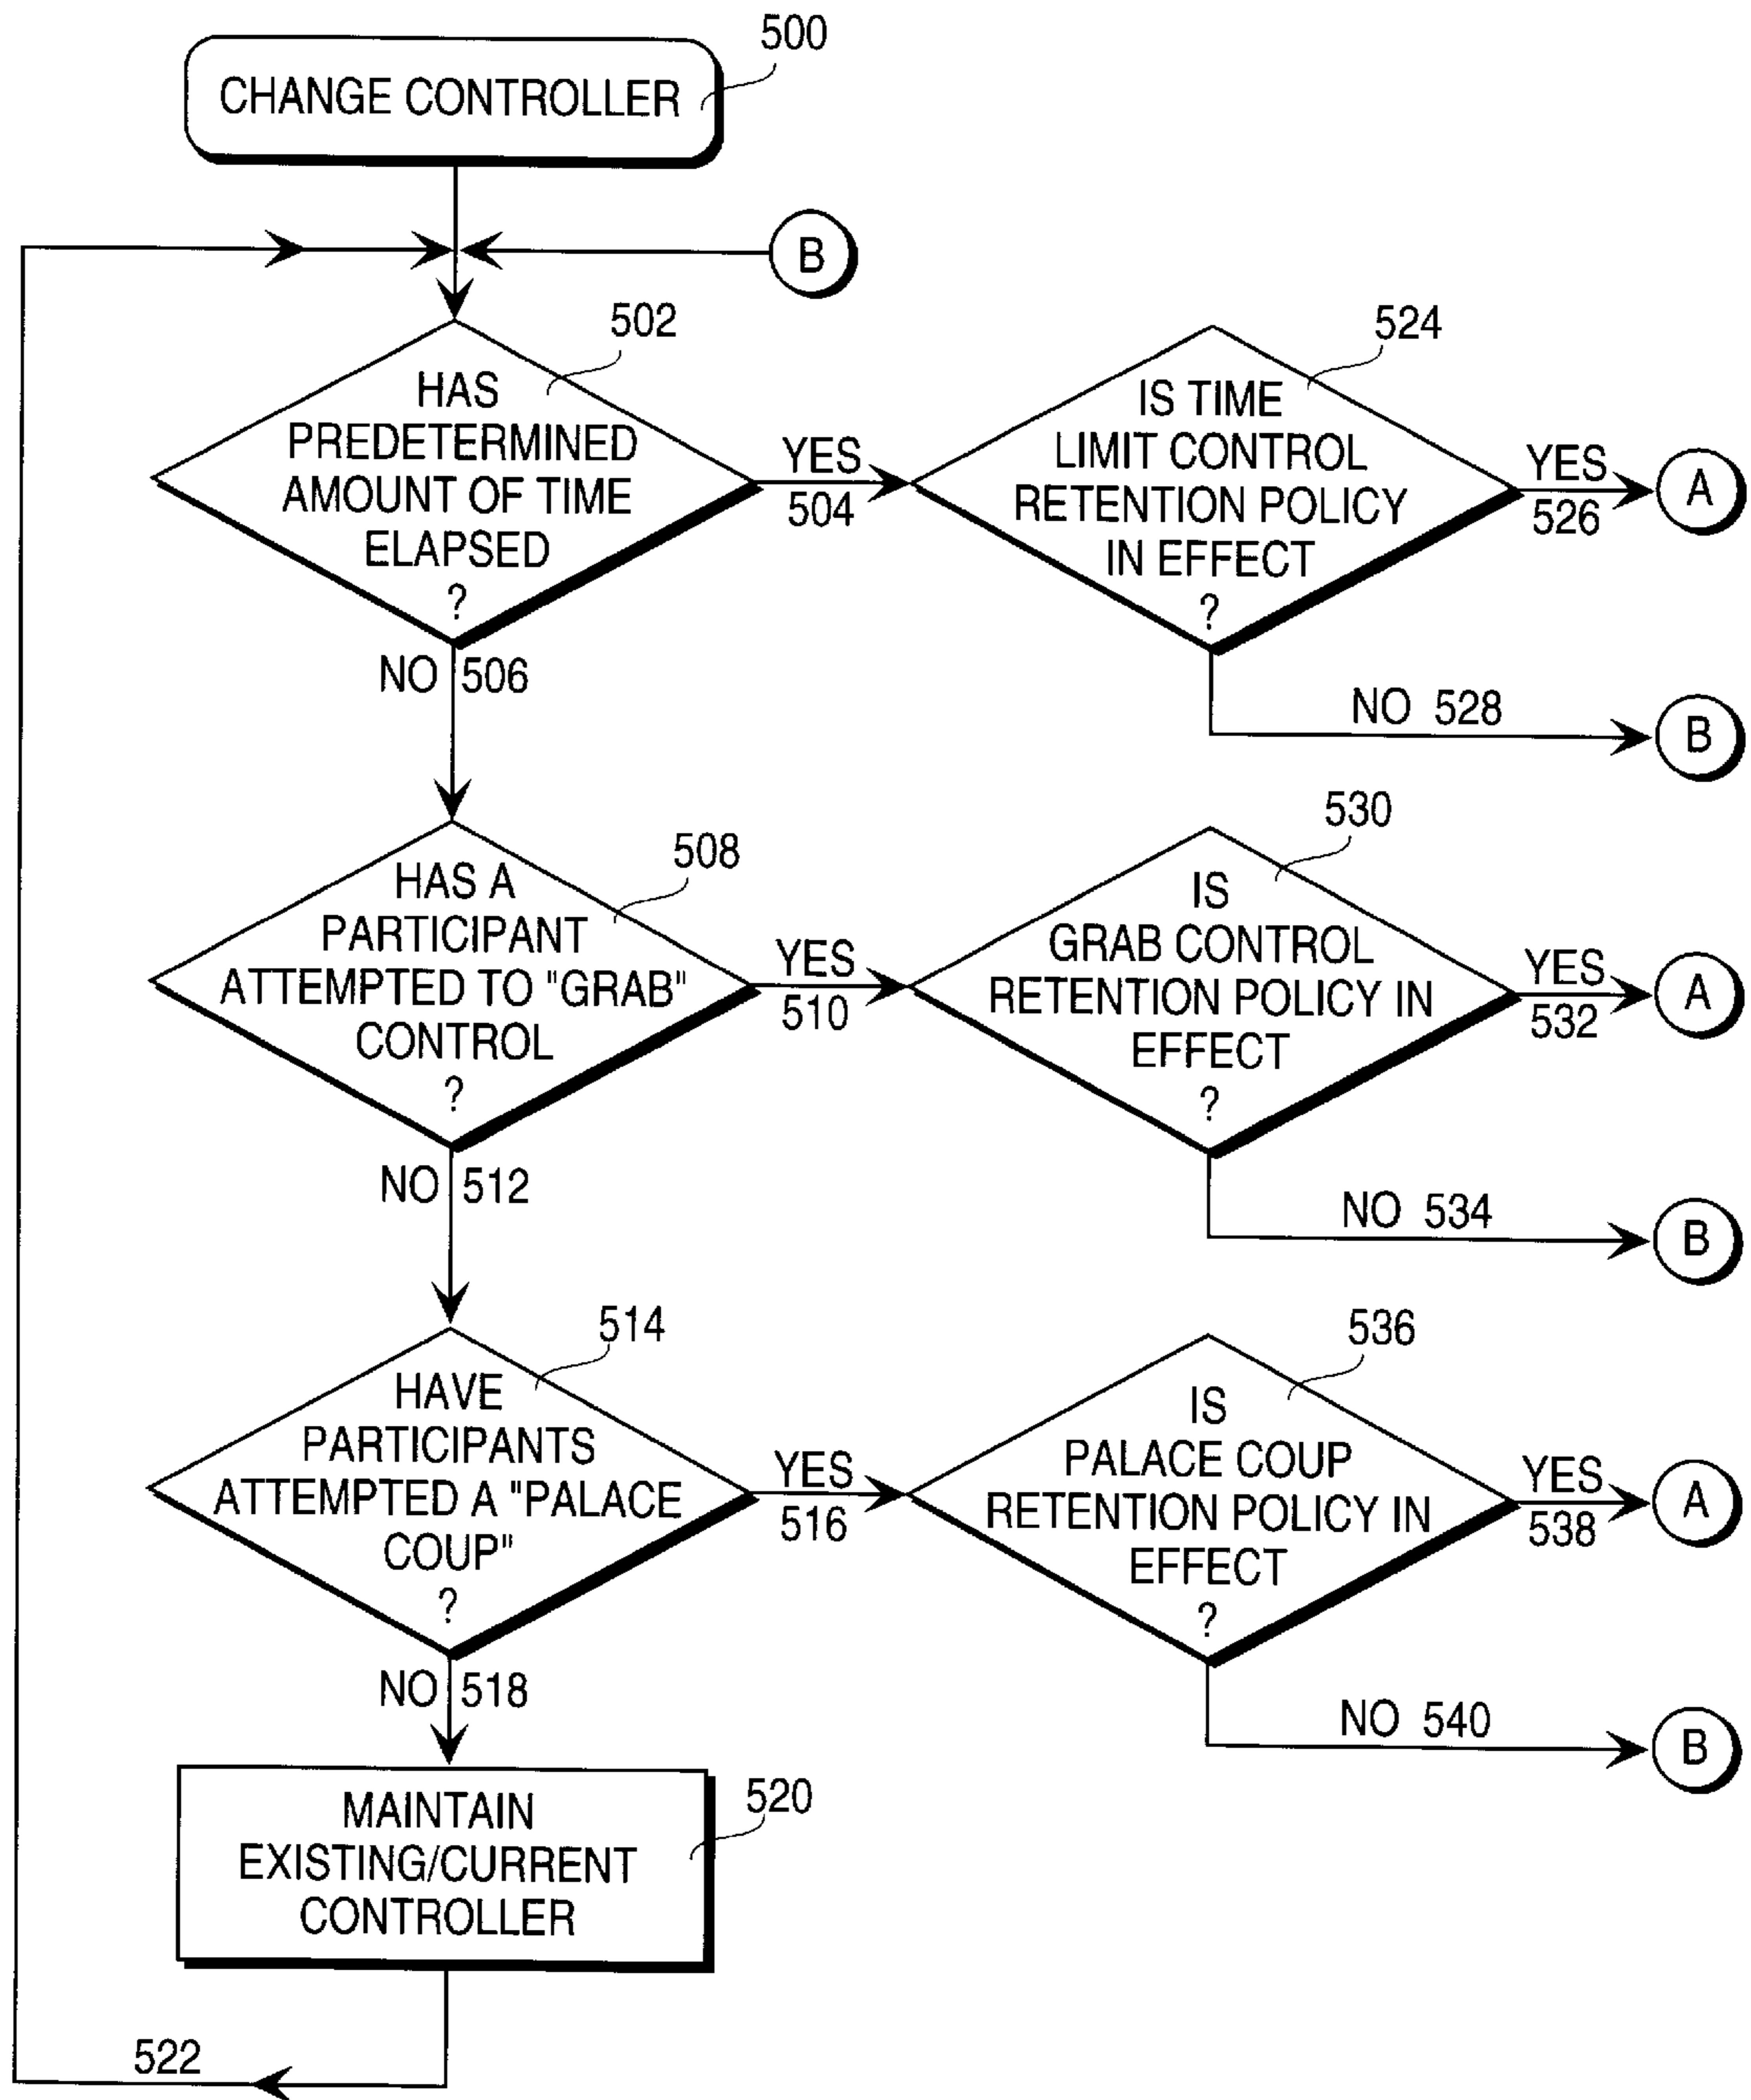 500
CHANGE CONTROLLER
B
502
HAS
PREDETERMINED
AMOUNT OF TIME
ELAPSED
?
YES
504
NO 506
524
IS TIME
LIMIT CONTROL
RETENTION POLICY
IN EFFECT
?
YES
526
A
NO 528
B
508
HAS A
PARTICIPANT
ATTEMPTED TO "GRAB"
CONTROL
?
YES
510
NO 512
530
IS
GRAB CONTROL
RETENTION POLICY IN
EFFECT
?
YES
532
A
NO 534
B
514
HAVE
PARTICIPANTS
ATTEMPTED A "PALACE
COUP"
?
YES
516
NO 518
536
IS
PALACE COUP
RETENTION POLICY IN
EFFECT
?
YES
538
A
NO 540
B
520
MAINTAIN
EXISTING/CURRENT
CONTROLLER
522